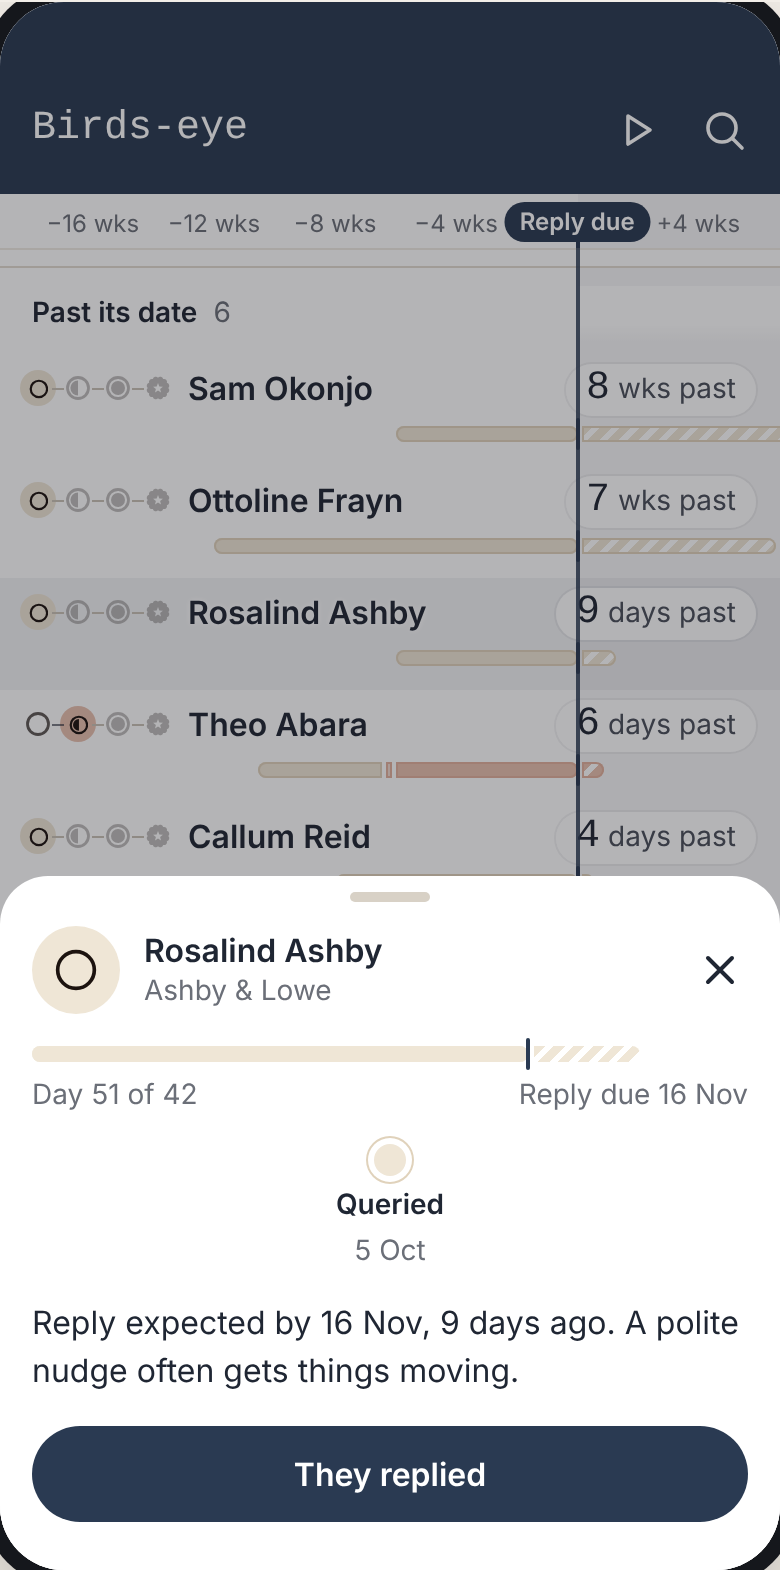 Birds-eye
−16 wks −12 wks −8 wks −4 wks Reply due +4 wks
Past its date 6
Sam Okonjo 8 wks past
Ottoline Frayn 7 wks past
Rosalind Ashby 9 days past
Theo Abara 6 days past
Callum Reid 4 days past
Rosalind Ashby
Ashby & Lowe
Day 51 of 42 Reply due 16 Nov
Queried
5 Oct
Reply expected by 16 Nov, 9 days ago. A polite
nudge often gets things moving.
They replied